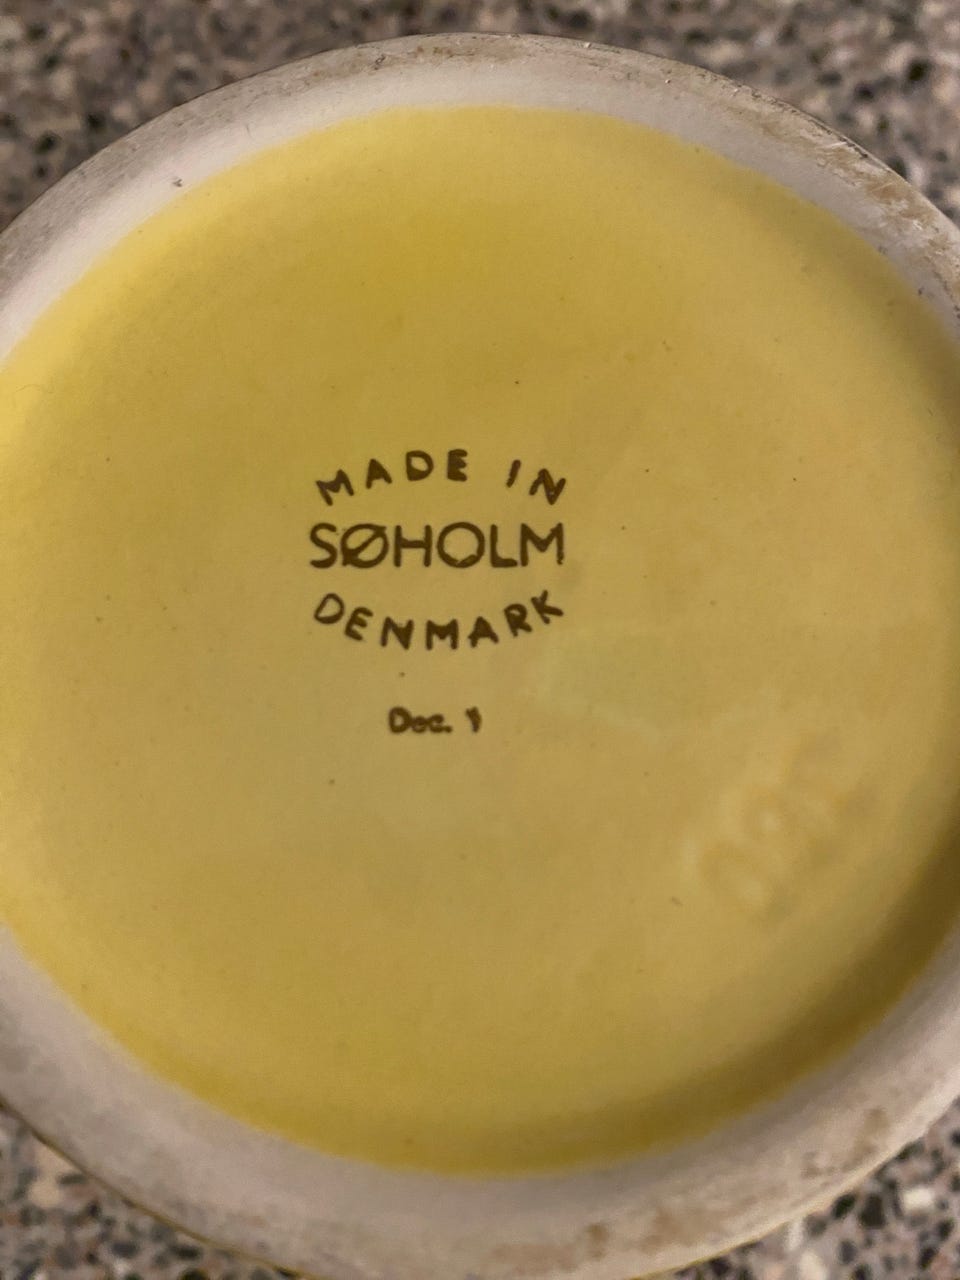 MADE IN
SØHOLM
DENMARK
Dec. 1